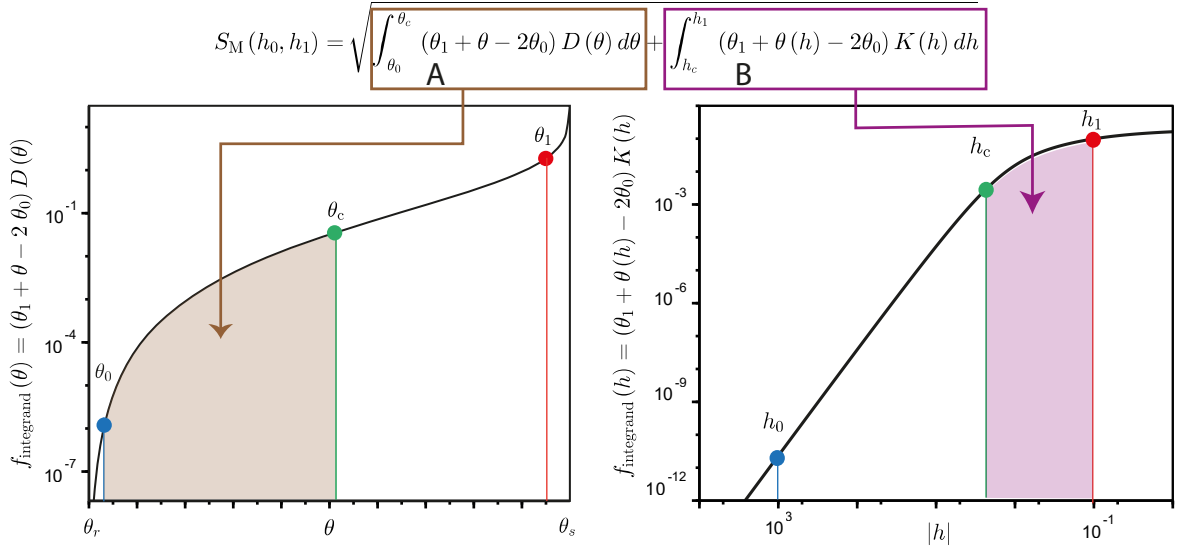 S_M (h_0, h_1) = √ ∫_{θ_0}^{θ_c} (θ_1 + θ − 2θ_0) D (θ) dθ + ∫_{h_c}^{h_1} (θ_1 + θ (h) − 2θ_0) K (h) dh
A
B
f_integrand (θ) = (θ_1 + θ − 2 θ_0) D (θ)
10^-1
10^-4
10^-7
θ_0
θ_c
θ_1
θ_r
θ
θ_s
f_integrand (h) = (θ_1 + θ (h) − 2θ_0) K (h)
10^-3
10^-6
10^-9
10^-12
h_0
h_c
h_1
10^3
|h|
10^-1